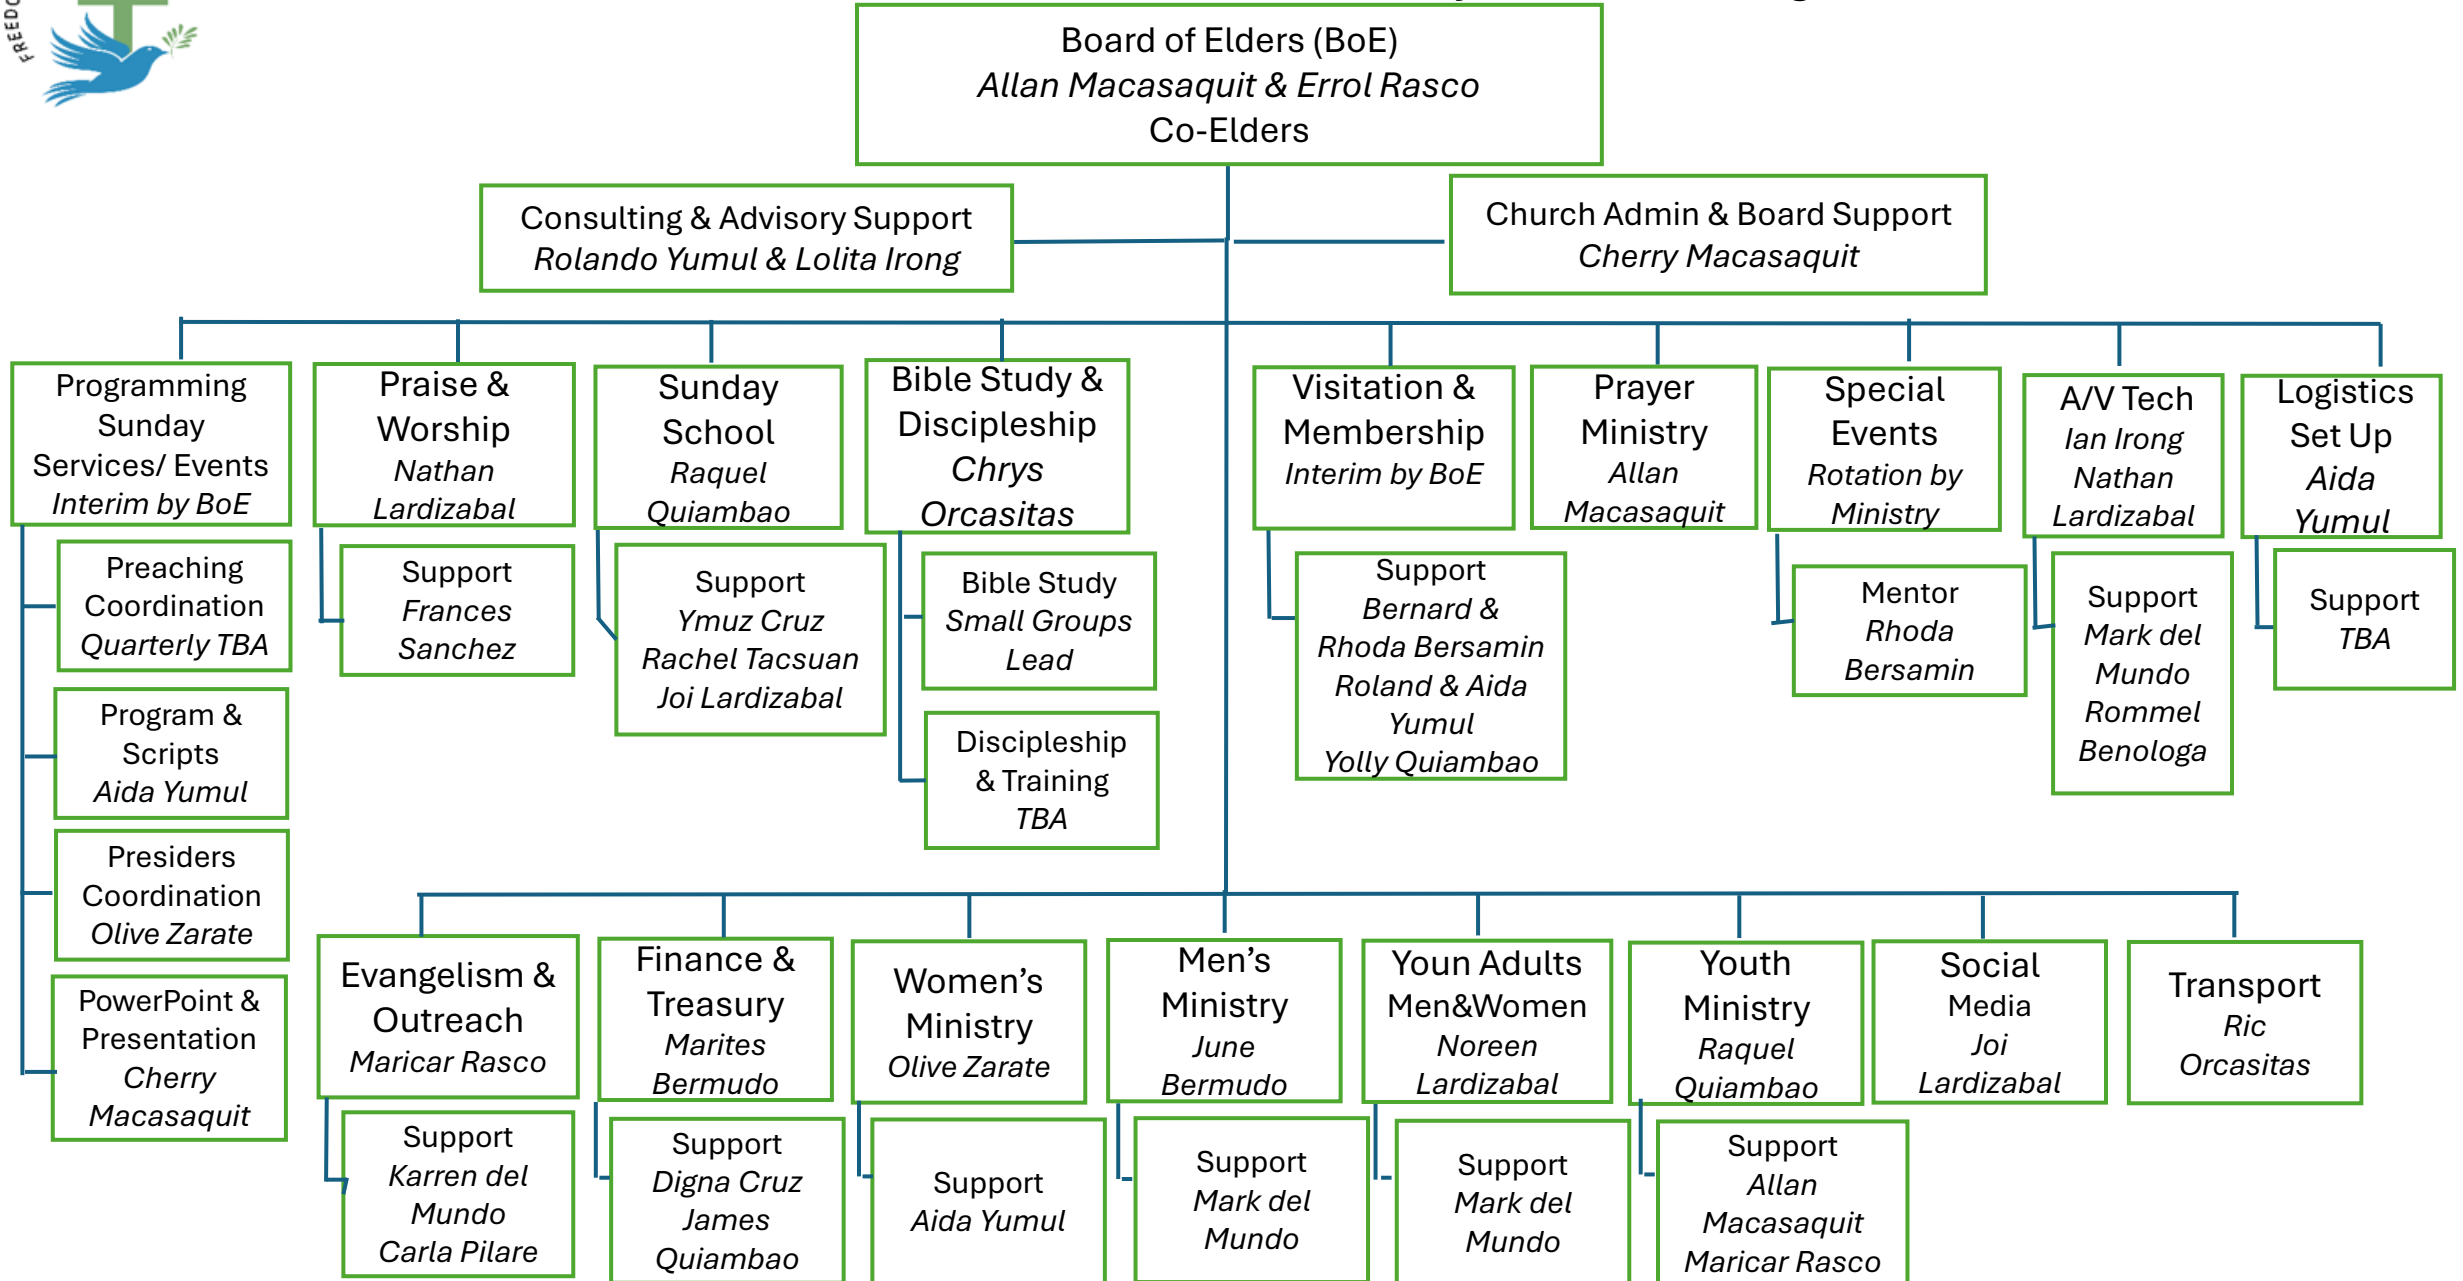 Board of Elders (BoE)
Allan Macasaquit & Errol Rasco
Co-Elders
Consulting & Advisory Support
Rolando Yumul & Lolita Irong
Church Admin & Board Support
Cherry Macasaquit
Programming
Sunday
Services/ Events
Interim by BoE
Preaching
Coordination
Quarterly TBA
Program &
Scripts
Aida Yumul
Presiders
Coordination
Olive Zarate
PowerPoint &
Presentation
Cherry
Macasaquit
Praise &
Worship
Nathan
Lardizabal
Support
Frances
Sanchez
Sunday
School
Raquel
Quiambao
Support
Ymuz Cruz
Rachel Tacsuan
Joi Lardizabal
Bible Study &
Discipleship
Chrys
Orcasitas
Bible Study
Small Groups
Lead
Discipleship
& Training
TBA
Visitation &
Membership
Interim by BoE
Support
Bernard &
Rhoda Bersamin
Roland & Aida
Yumul
Yolly Quiambao
Prayer
Ministry
Allan
Macasaquit
Special
Events
Rotation by
Ministry
Mentor
Rhoda
Bersamin
A/V Tech
Ian Irong
Nathan
Lardizabal
Support
Mark del
Mundo
Rommel
Benologa
Logistics
Set Up
Aida
Yumul
Support
TBA
Evangelism &
Outreach
Maricar Rasco
Support
Karren del
Mundo
Carla Pilare
Finance &
Treasury
Marites
Bermudo
Support
Digna Cruz
James
Quiambao
Women's
Ministry
Olive Zarate
Support
Aida Yumul
Men's
Ministry
June
Bermudo
Support
Mark del
Mundo
Youn Adults
Men&Women
Noreen
Lardizabal
Support
Mark del
Mundo
Youth
Ministry
Raquel
Quiambao
Support
Allan
Macasaquit
Maricar Rasco
Social
Media
Joi
Lardizabal
Transport
Ric
Orcasitas